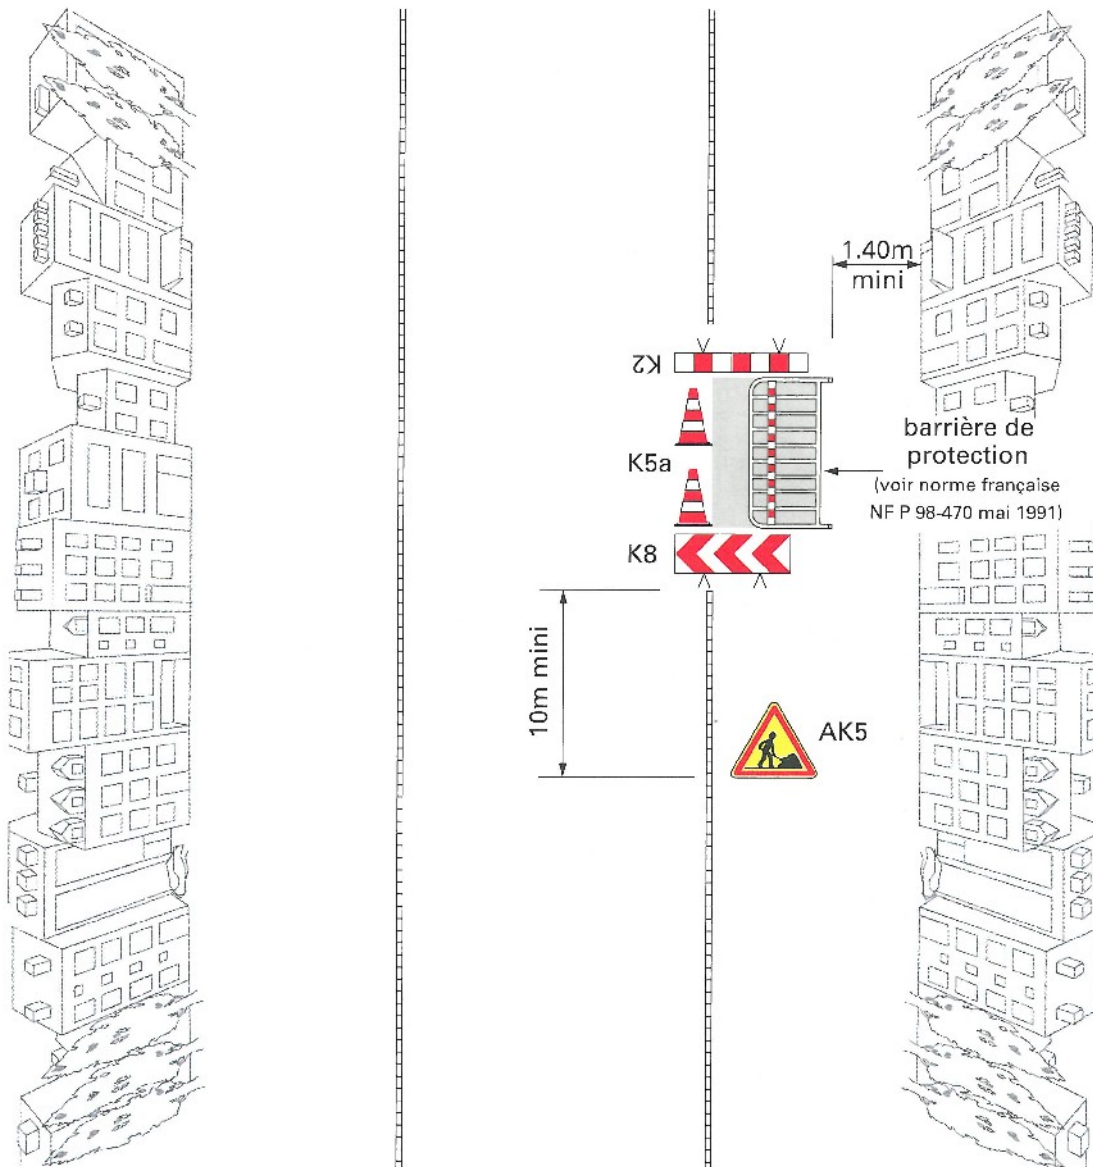 1.40m
mini
K2
K5a
barrière de
protection
(voir norme française
NF P 98-470 mai 1991)
K8
10m mini
AK5